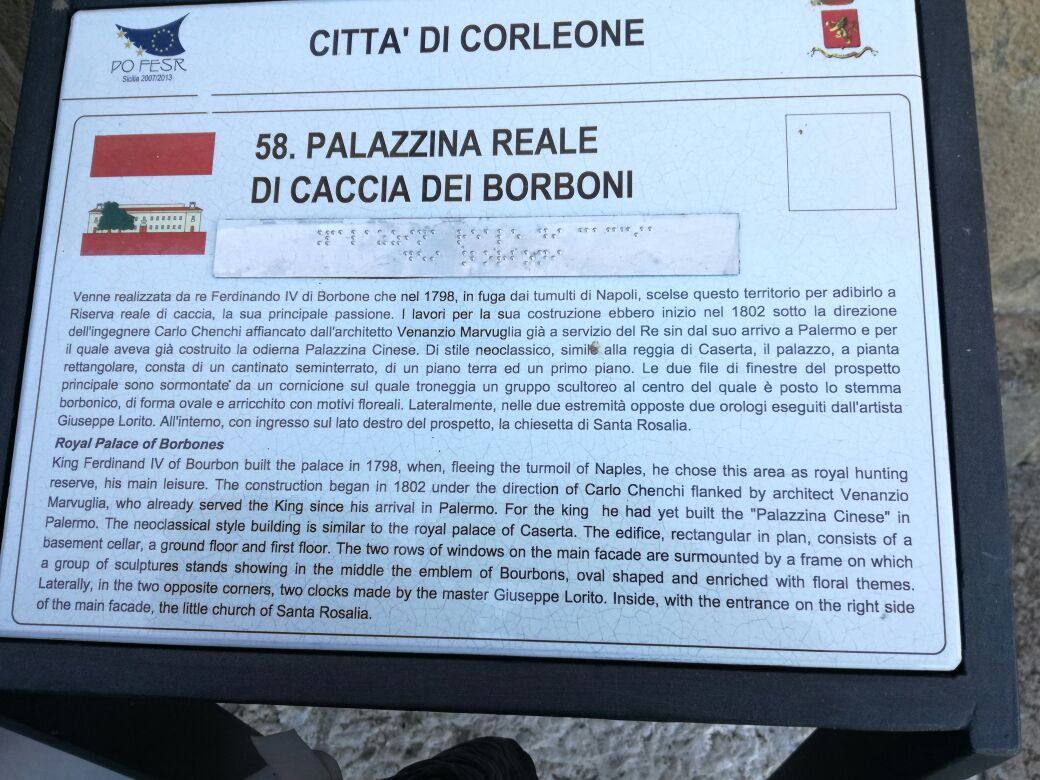 PO FESR
Sicilia 2007/2013
CITTA' DI CORLEONE
58. PALAZZINA REALE
DI CACCIA DEI BORBONI
Venne realizzata da re Ferdinando IV di Borbone che nel 1798, in fuga dai tumulti di Napoli, scelse questo territorio per adibirlo a
Riserva reale di caccia, la sua principale passione. I lavori per la sua costruzione ebbero inizio nel 1802 sotto la direzione
dell'ingegnere Carlo Chenchi affiancato dall'architetto Venanzio Marvuglia già a servizio del Re sin dal suo arrivo a Palermo e per
il quale aveva già costruito la odierna Palazzina Cinese. Di stile neoclassico, simile alla reggia di Caserta, il palazzo, a pianta
rettangolare, consta di un cantinato seminterrato, di un piano terra ed un primo piano. Le due file di finestre del prospetto
principale sono sormontate da un cornicione sul quale troneggia un gruppo scultoreo al centro del quale è posto lo stemma
borbonico, di forma ovale e arricchito con motivi floreali. Lateralmente, nelle due estremità opposte due orologi eseguiti dall'artista
Giuseppe Lorito. All'interno, con ingresso sul lato destro del prospetto, la chiesetta di Santa Rosalia.
Royal Palace of Borbones
King Ferdinand IV of Bourbon built the palace in 1798, when, fleeing the turmoil of Naples, he chose this area as royal hunting
reserve, his main leisure. The construction began in 1802 under the direction of Carlo Chenchi flanked by architect Venanzio
Marvuglia, who already served the King since his arrival in Palermo. For the king he had yet built the "Palazzina Cinese" in
Palermo. The neoclassical style building is similar to the royal palace of Caserta. The edifice, rectangular in plan, consists of a
basement cellar, a ground floor and first floor. The two rows of windows on the main facade are surmounted by a frame on which
a group of sculptures stands showing in the middle the emblem of Bourbons, oval shaped and enriched with floral themes.
Laterally, in the two opposite corners, two clocks made by the master Giuseppe Lorito. Inside, with the entrance on the right side
of the main facade, the little church of Santa Rosalia.